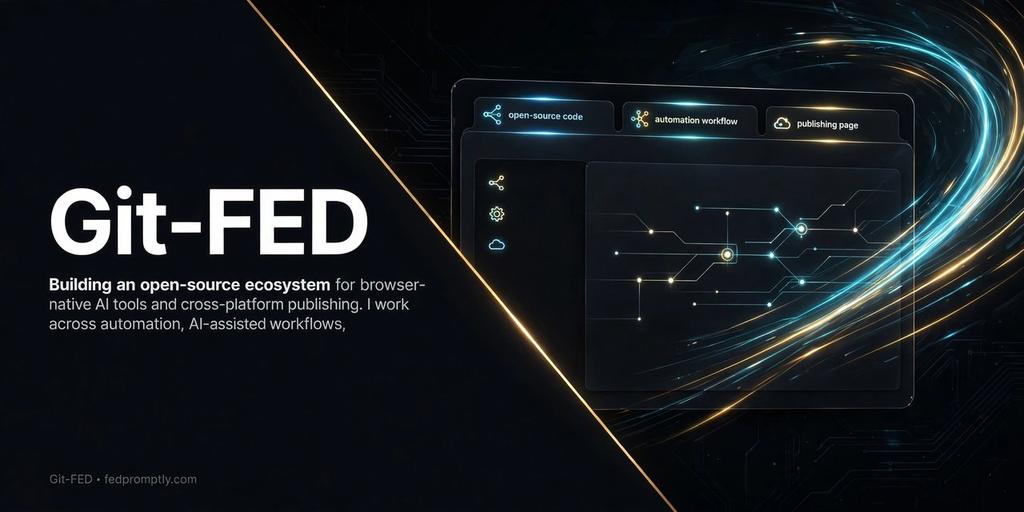 Git-FED
Building an open-source ecosystem for browser-
native AI tools and cross-platform publishing. I work
across automation, AI-assisted workflows,
Git-FED • fedpromptly.com
open-source code
automation workflow
publishing page